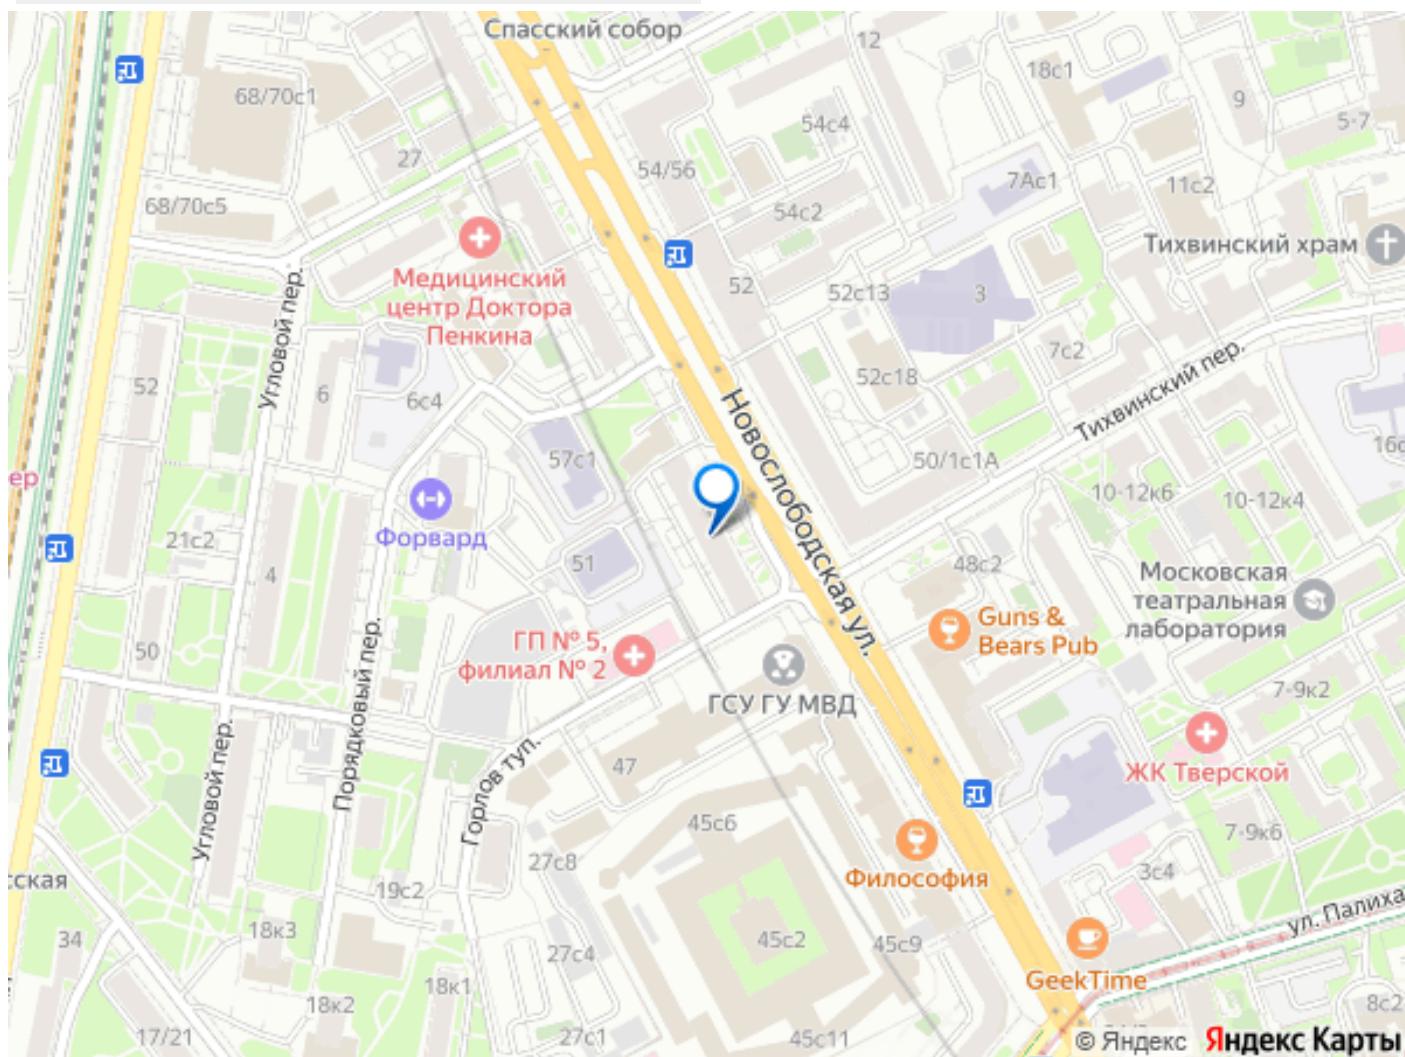 Спасский собор
12
18с1
9
5-7
68/70с1
27
54с4
54/56
7Ас1
11с2
68/70с5
54с2
Тихвинский храм
Медицинский
центр Доктора
Пенкина
52
52с13
3
Угловой пер.
52
6
6с4
52с18
7с2
Тихвинский пер.
Новослободская ул.
ер
57с1
50/1с1А
16с
10-12к6
10-12к4
Форвард
21с2
4
51
48с2
Московская
театральная
лаборатория
Guns &
Bears Pub
ГП № 5,
филиал № 2
50
Порядковый пер.
ГСУ ГУ МВД
7-9к2
Угловой пер.
Горлов туп.
47
ЖК Тверской
45с6
7-9к6
27с8
Философия
3с4
сская
19с2
ул. Палиха
18к3
34
27с4
45с2
45с9
GeekTime
18к1
18к2
8с2
17/21
27с1
45с11
© Яндекс Яндекс Карты